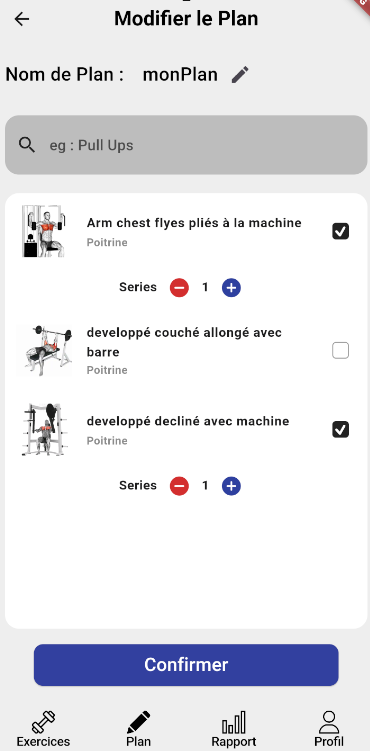 Modifier le Plan
Nom de Plan : monPlan
eg : Pull Ups
Arm chest flyes pliés à la machine
Poitrine
Series 1
developpé couché allongé avec
barre
Poitrine
developpé decliné avec machine
Poitrine
Series 1
Confirmer
Exercices Plan Rapport Profil